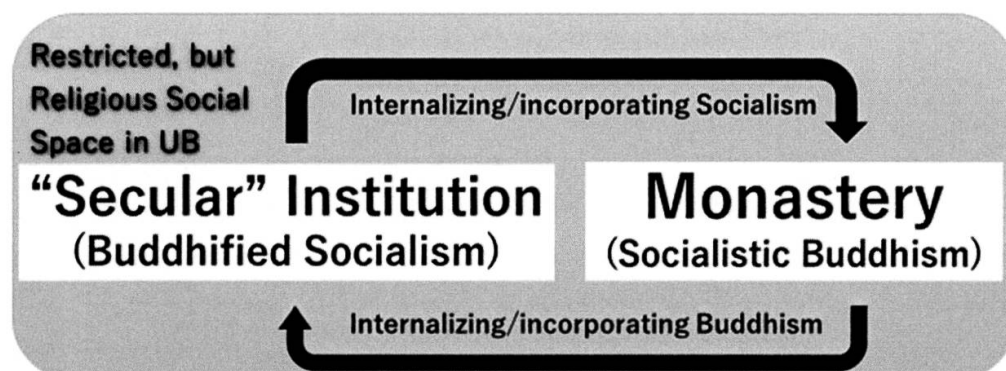 Restricted, but
Religious Social
Space in UB
Internalizing/incorporating Socialism
“Secular” Institution
(Buddhified Socialism)
Monastery
(Socialistic Buddhism)
Internalizing/incorporating Buddhism